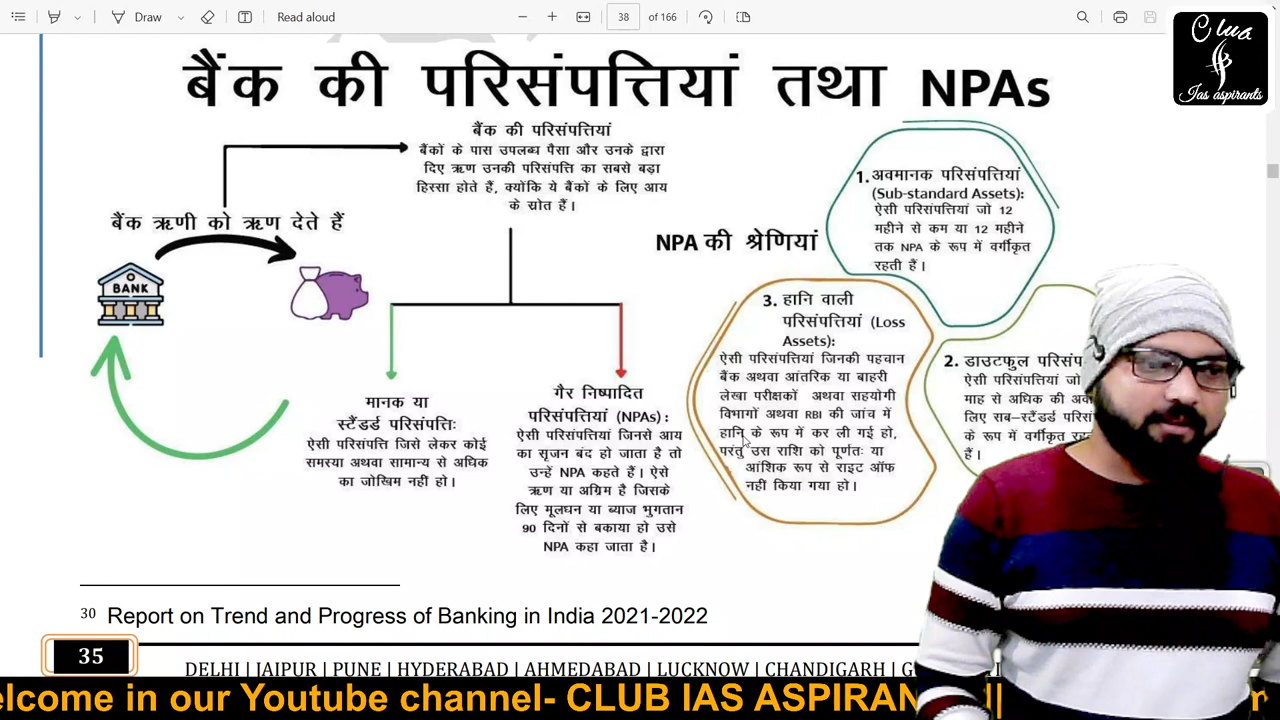 Draw
Read aloud
38
of 166
Club
Ias aspirants
बैंक की परिसंपत्तियां तथा NPAs
बैंक की परिसंपत्तियां
बैंकों के पास उपलब्ध पैसा और उनके द्वारा
दिए ऋण उनकी परिसंपत्ति का सबसे बड़ा
हिस्सा होते हैं, क्योंकि ये बैंकों के लिए आय
के स्रोत हैं।
बैंक ऋणी को ऋण देते हैं
BANK
मानक या
स्टैंडर्ड परिसंपत्तिः
ऐसी परिसंपत्ति जिसे लेकर कोई
समस्या अथवा सामान्य से अधिक
का जोखिम नहीं हो।
गैर निष्पादित
परिसंपत्तियां (NPAs) :
ऐसी परिसंपत्तियां जिनसे आय
का सृजन बंद हो जाता है तो
उन्हें NPA कहते हैं। ऐसे
ऋण या अग्रिम है जिसके
लिए मूलधन या ब्याज भुगतान
90 दिनों से बकाया हो उसे
NPA कहा जाता है।
NPA की श्रेणियां
1. अवमानक परिसंपत्तियां
(Sub-standard Assets):
ऐसी परिसंपत्तियां जो 12
महीने से कम या 12 महीने
तक NPA के रूप में वर्गीकृत
रहती हैं।
2. डाउटफुल परिसंप
ऐसी परिसंपत्तियां जो
माह से अधिक की अव
लिए सब–स्टैंडर्ड परिसं
के रूप में वर्गीकृत रह
हैं।
3. हानि वाली
परिसंपत्तियां (Loss
Assets):
ऐसी परिसंपत्तियां जिनकी पहचान
बैंक अथवा आंतरिक या बाहरी
लेखा परीक्षकों अथवा सहयोगी
विभागों अथवा RBI की जांच में
हानि के रूप में कर ली गई हो,
परंतु उस राशि को पूर्णतः या
आंशिक रूप से राइट ऑफ
नहीं किया गया हो।
30 Report on Trend and Progress of Banking in India 2021-2022
35
DELHI | JAIPUR | PUNE | HYDERABAD | AHMEDABAD | LUCKNOW | CHANDIGARH | G
elcome in our Youtube channel- CLUB IAS ASPIRAN